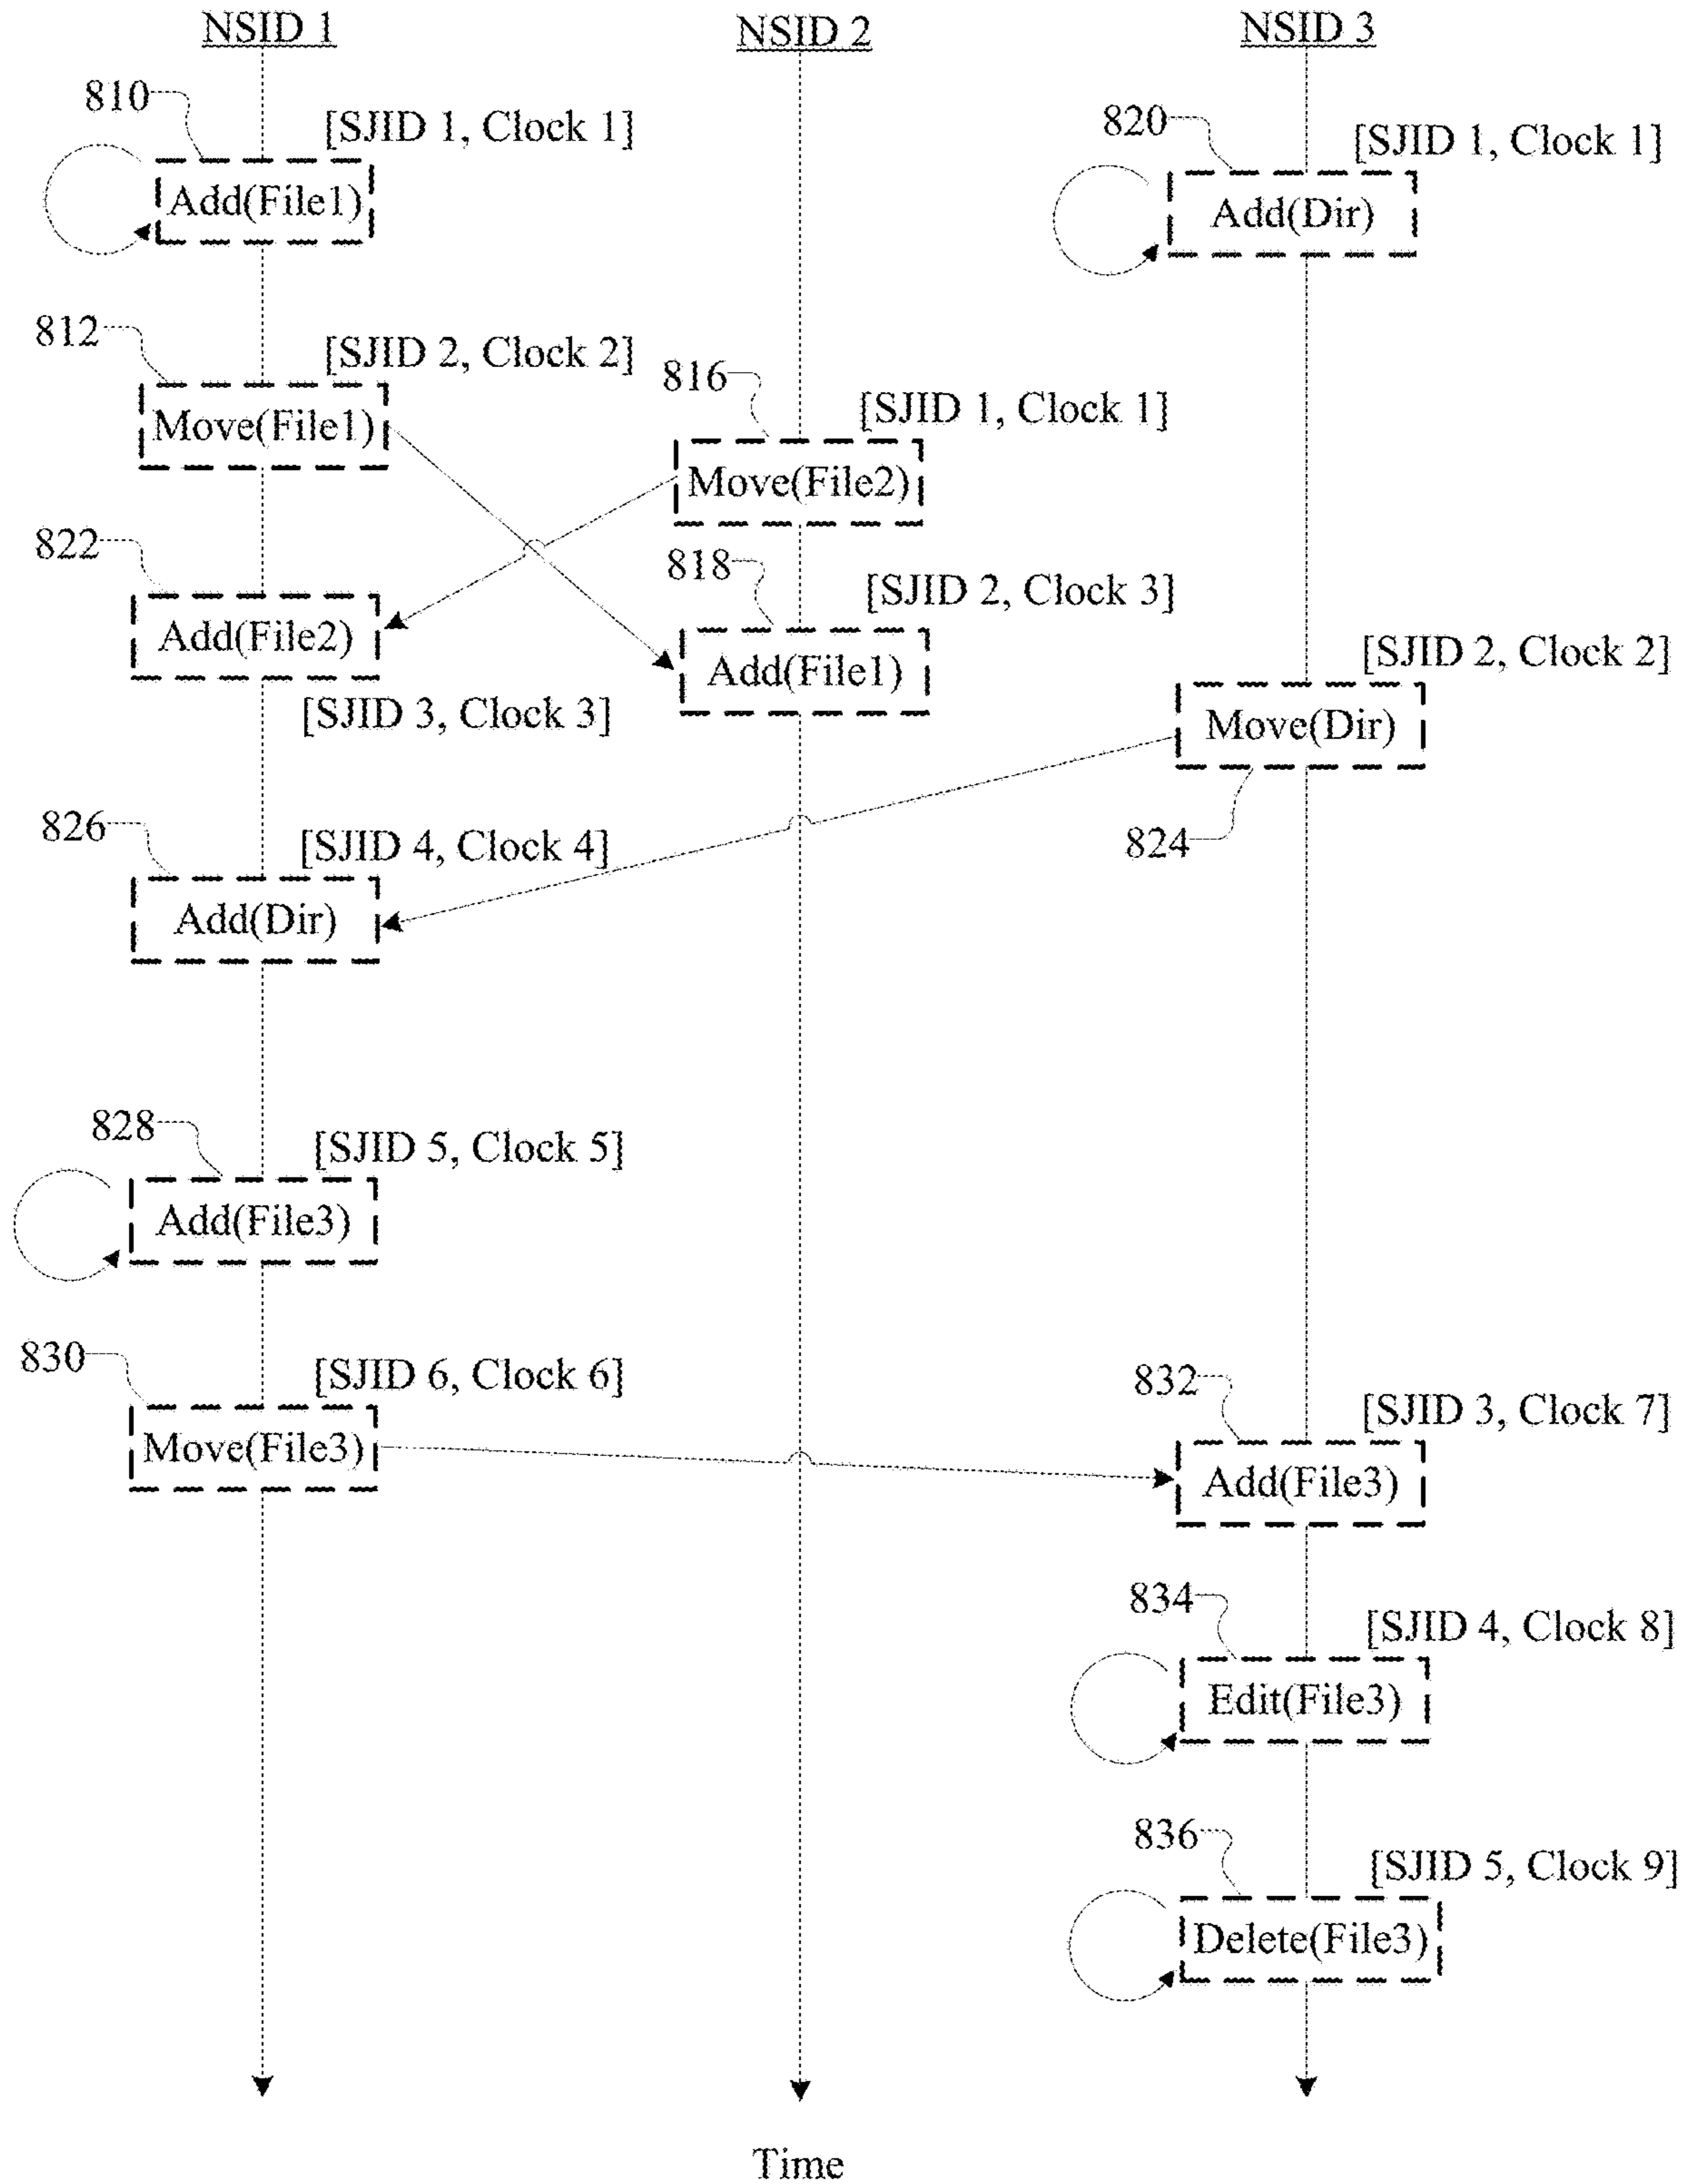 NSID 1
NSID 2
NSID 3
810
[SJID 1, Clock 1]
Add(File1)
820
[SJID 1, Clock 1]
Add(Dir)
812
[SJID 2, Clock 2]
Move(File1)
816
[SJID 1, Clock 1]
Move(File2)
822
Add(File2)
[SJID 3, Clock 3]
818
[SJID 2, Clock 3]
Add(File1)
[SJID 2, Clock 2]
Move(Dir)
824
826
[SJID 4, Clock 4]
Add(Dir)
828
[SJID 5, Clock 5]
Add(File3)
830
[SJID 6, Clock 6]
Move(File3)
832
[SJID 3, Clock 7]
Add(File3)
834
[SJID 4, Clock 8]
Edit(File3)
836
[SJID 5, Clock 9]
Delete(File3)
Time